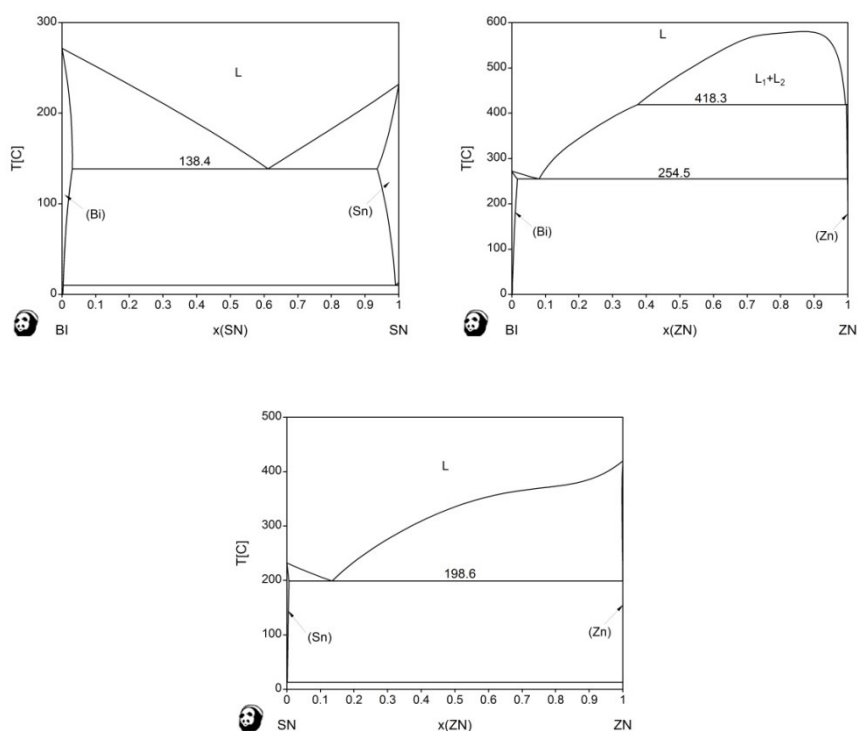 300
200
100
0
T[C]
L
138.4
(Bi)
(Sn)
0 0.1 0.2 0.3 0.4 0.5 0.6 0.7 0.8 0.9 1
BI x(SN) SN
600
500
400
300
200
100
0
T[C]
L
L1+L2
418.3
254.5
(Bi)
(Zn)
0 0.1 0.2 0.3 0.4 0.5 0.6 0.7 0.8 0.9 1
BI x(ZN) ZN
500
400
300
200
100
0
T[C]
L
198.6
(Sn)
(Zn)
0 0.1 0.2 0.3 0.4 0.5 0.6 0.7 0.8 0.9 1
SN x(ZN) ZN